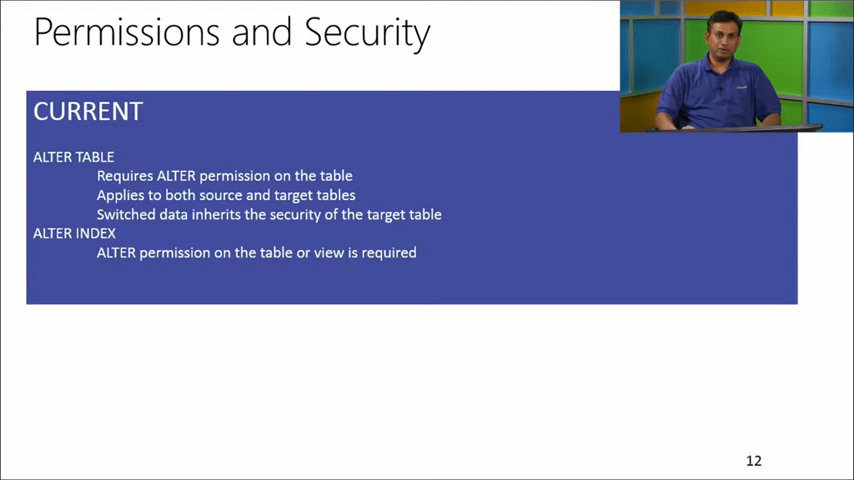 Permissions and Security
CURRENT
ALTER TABLE
Requires ALTER permission on the table
Applies to both source and target tables
Switched data inherits the security of the target table
ALTER INDEX
ALTER permission on the table or view is required
12